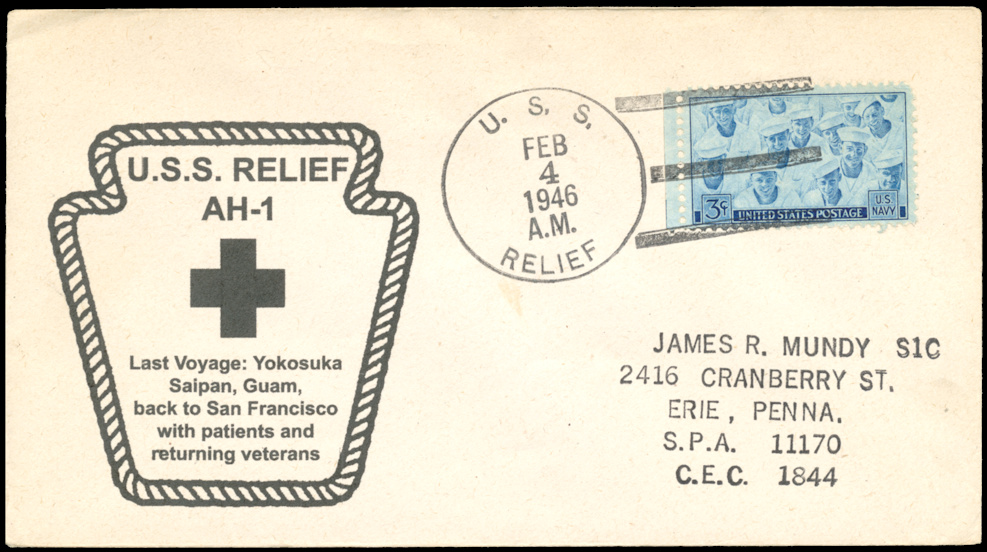 U.S.S. RELIEF
AH-1
Last Voyage: Yokosuka
Saipan, Guam,
back to San Francisco
with patients and
returning veterans
U. S. S.
FEB
4
1946
A.M.
RELIEF
3¢
UNITED STATES POSTAGE
U.S.
NAVY
JAMES R. MUNDY S1C
2416 CRANBERRY ST.
ERIE, PENNA.
S.P.A. 11170
C.E.C. 1844